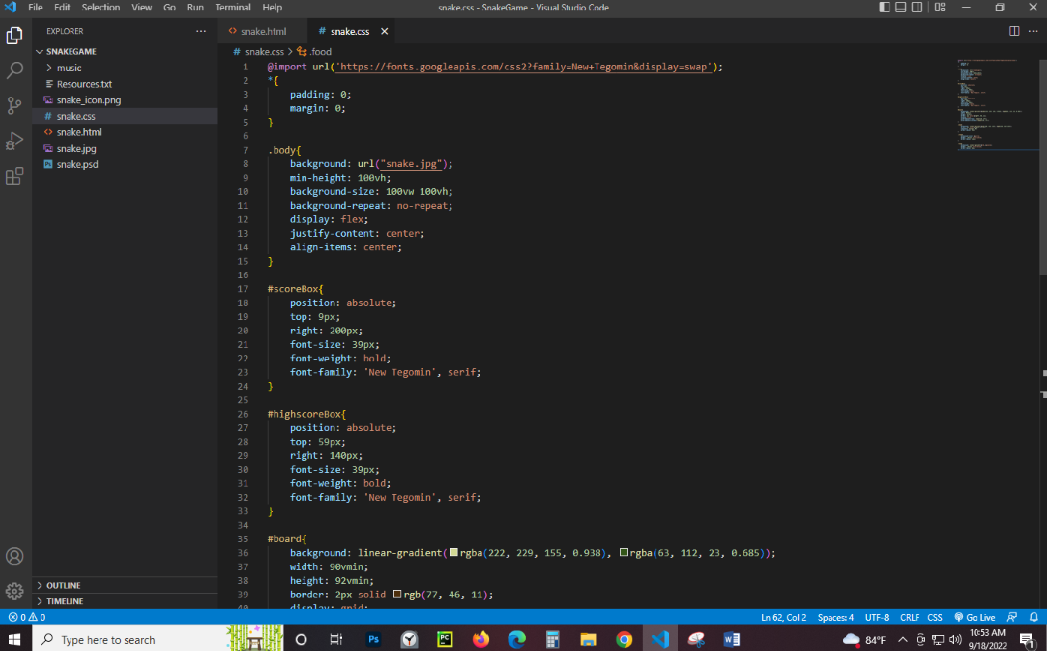 File Edit Selection View Go Run Terminal Help
snake.css - SnakeGame - Visual Studio Code
EXPLORER
SNAKEGAME
music
Resources.txt
snake_icon.png
snake.css
snake.html
snake.jpg
Ps snake.psd
OUTLINE
TIMELINE
snake.html
# snake.css
# snake.css > .food
1 @import url('https://fonts.googleapis.com/css2?family=New+Tegomin&display=swap');
2 *{
3 padding: 0;
4 margin: 0;
5 }
6
7 .body{
8 background: url("snake.jpg");
9 min-height: 100vh;
10 background-size: 100vw 100vh;
11 background-repeat: no-repeat;
12 display: flex;
13 justify-content: center;
14 align-items: center;
15 }
16
17 #scoreBox{
18 position: absolute;
19 top: 9px;
20 right: 200px;
21 font-size: 39px;
22 font-weight: bold;
23 font-family: 'New Tegomin', serif;
24 }
25
26 #highscoreBox{
27 position: absolute;
28 top: 59px;
29 right: 140px;
30 font-size: 39px;
31 font-weight: bold;
32 font-family: 'New Tegomin', serif;
33 }
34
35 #board{
36 background: linear-gradient(rgba(222, 229, 155, 0.938), rgba(63, 112, 23, 0.685));
37 width: 90vmin;
38 height: 92vmin;
39 border: 2px solid rgb(77, 46, 11);
40 display: grid;
0 0
Ln 62, Col 2 Spaces: 4 UTF-8 CRLF CSS Go Live
Type here to search
Ps
PC
W
84°F
10:53 AM
9/18/2022
1